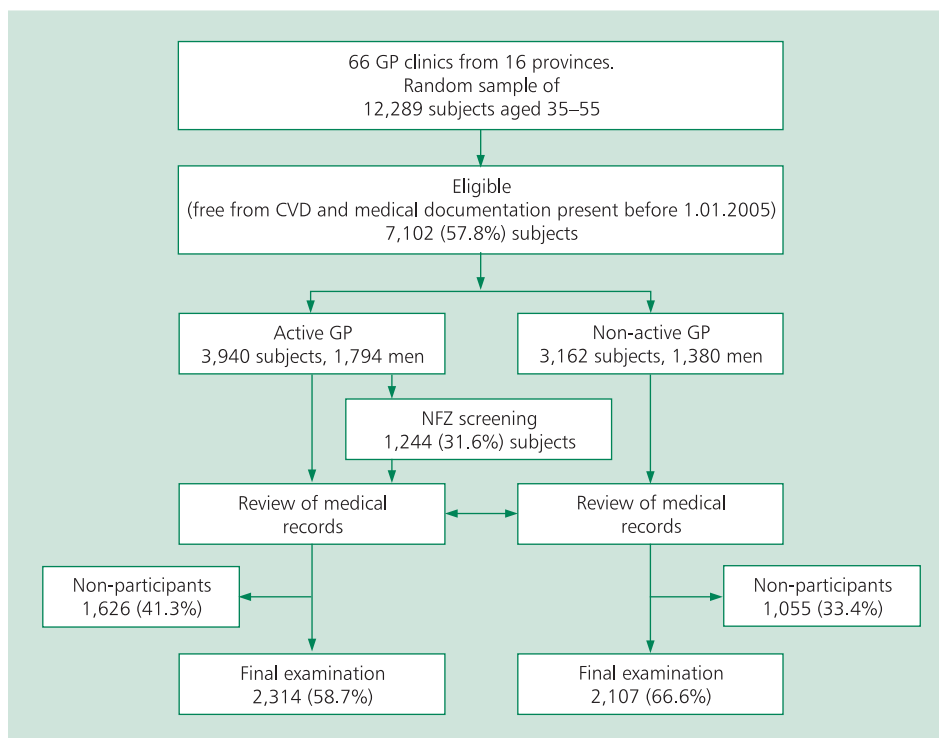 66 GP clinics from 16 provinces.
Random sample of
12,289 subjects aged 35–55
Eligible
(free from CVD and medical documentation present before 1.01.2005)
7,102 (57.8%) subjects
Active GP
3,940 subjects, 1,794 men
Non-active GP
3,162 subjects, 1,380 men
NFZ screening
1,244 (31.6%) subjects
Review of medical
records
Review of medical
records
Non-participants
1,626 (41.3%)
Non-participants
1,055 (33.4%)
Final examination
2,314 (58.7%)
Final examination
2,107 (66.6%)